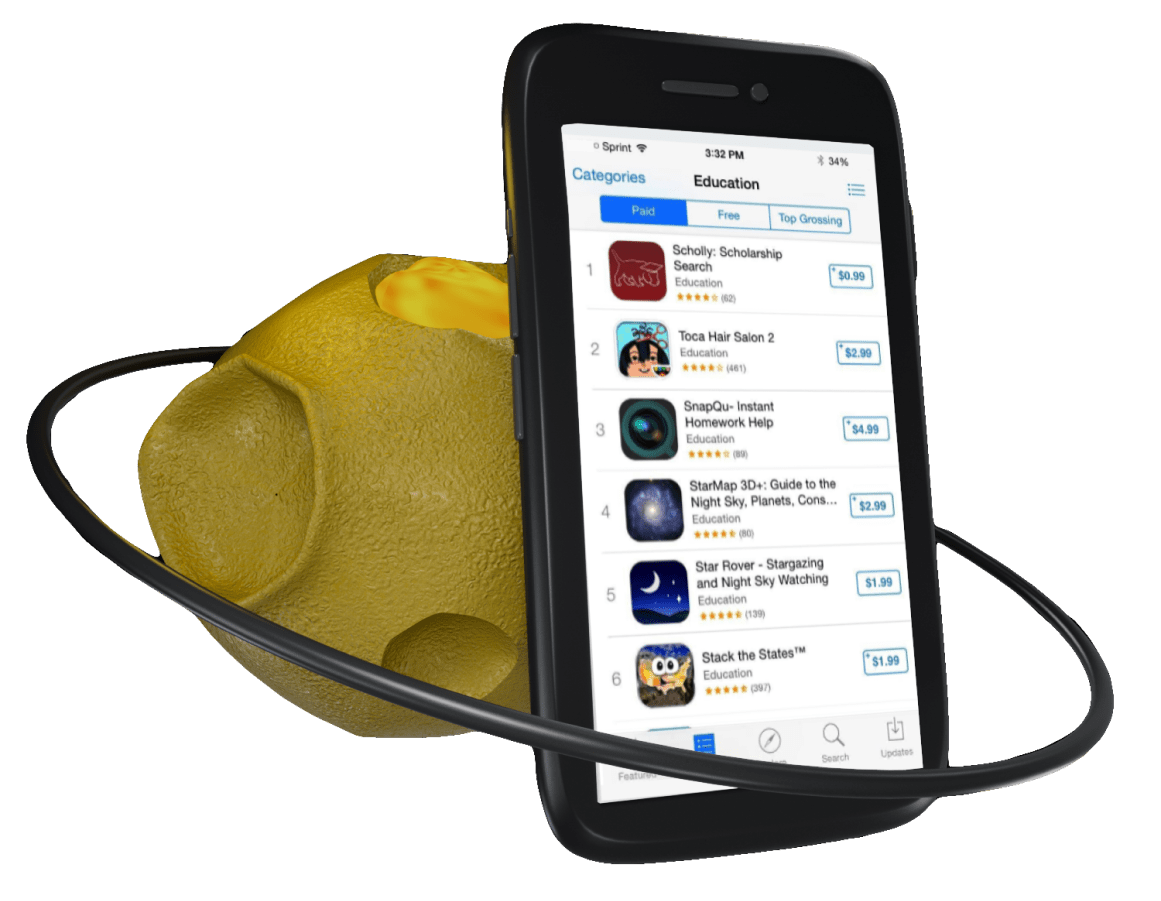 Sprint
3:32 PM
34%
Categories
Education
Paid
Free
Top Grossing
1
Scholly: Scholarship
Search
Education
(62)
+ $0.99
2
Toca Hair Salon 2
Education
(461)
+ $2.99
3
SnapQu- Instant
Homework Help
Education
(89)
+ $4.99
4
StarMap 3D+: Guide to the
Night Sky, Planets, Cons...
Education
(80)
+ $2.99
5
Star Rover - Stargazing
and Night Sky Watching
Education
(139)
$1.99
6
Stack the States™
Education
(397)
+ $1.99
Search
Updates